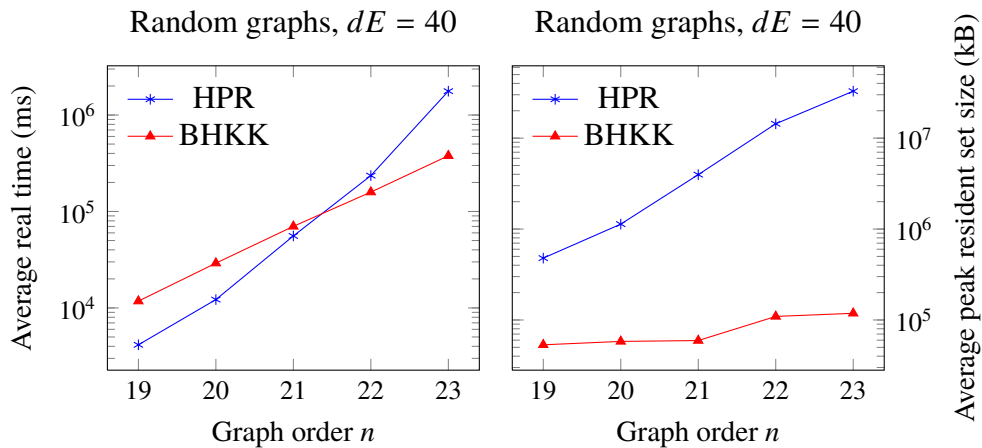 Random graphs, dE = 40
Average real time (ms)
10^6
10^5
10^4
HPR
BHKK
19 20 21 22 23
Graph order n
Random graphs, dE = 40
HPR
BHKK
10^7
10^6
10^5
Average peak resident set size (kB)
19 20 21 22 23
Graph order n